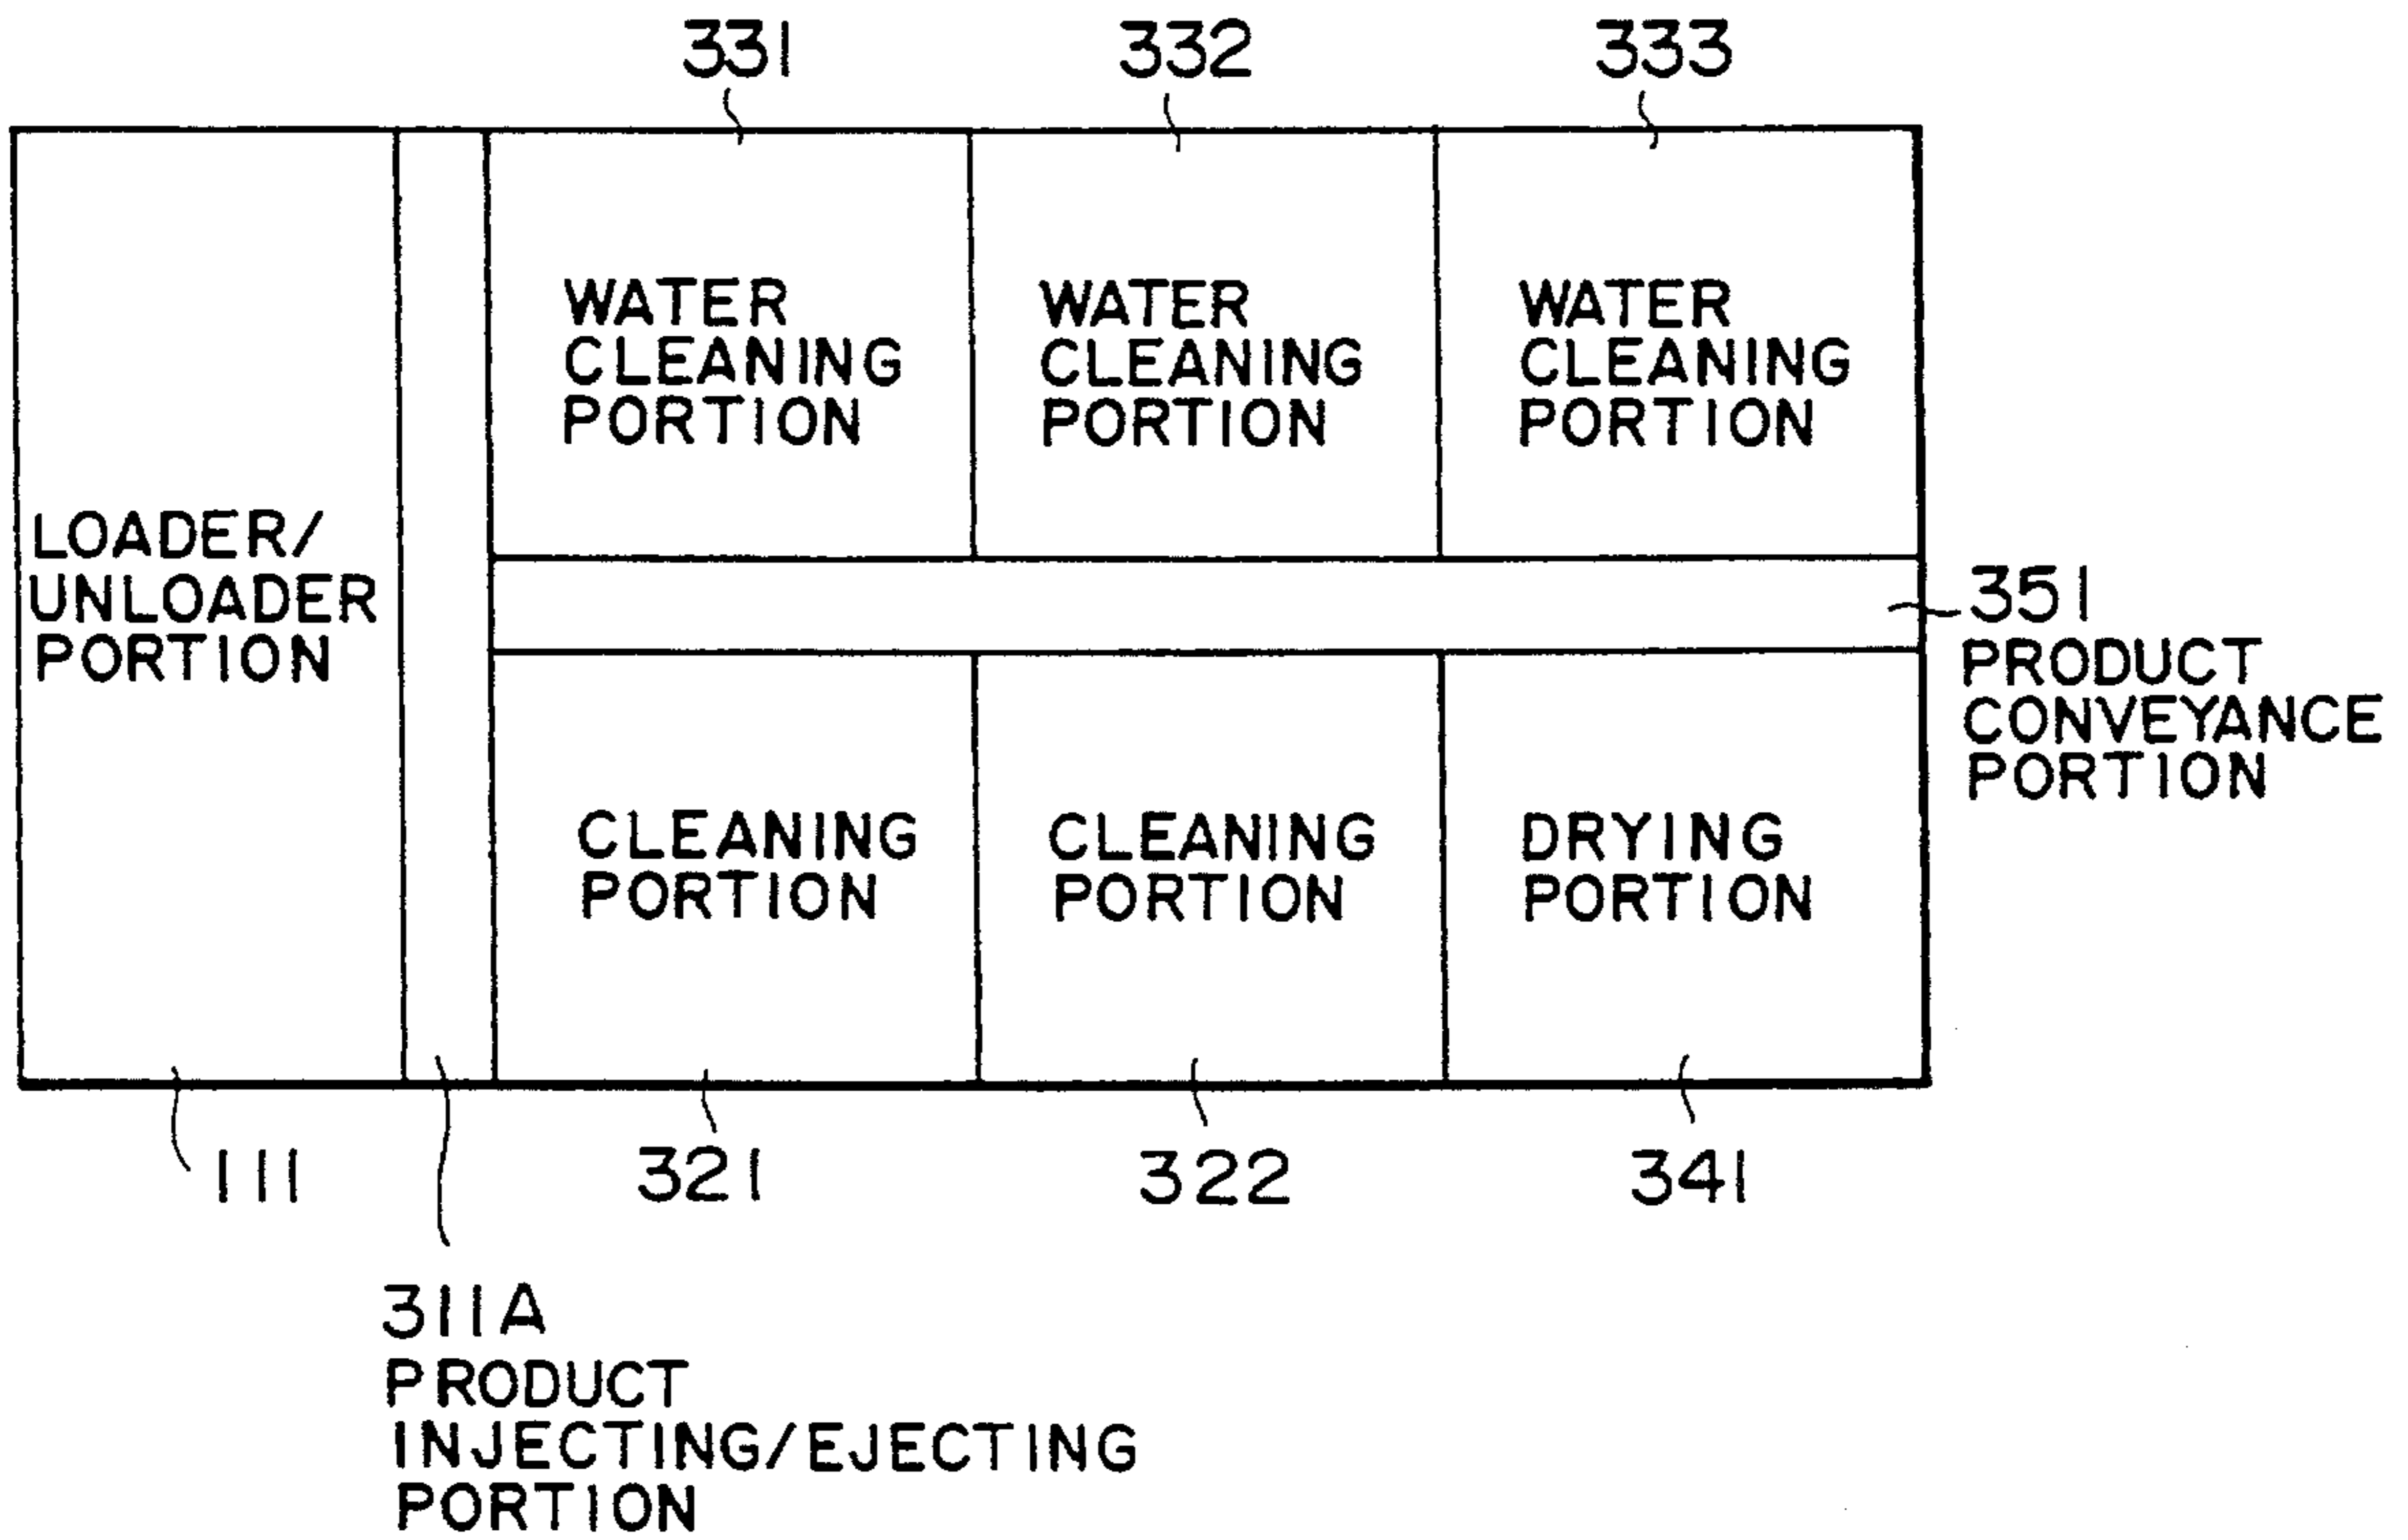 331
332
333
WATER
CLEANING
PORTION
WATER
CLEANING
PORTION
WATER
CLEANING
PORTION
LOADER/
UNLOADER
PORTION
351
PRODUCT
CONVEYANCE
PORTION
CLEANING
PORTION
CLEANING
PORTION
DRYING
PORTION
111
321
322
341
311A
PRODUCT
INJECTING/EJECTING
PORTION